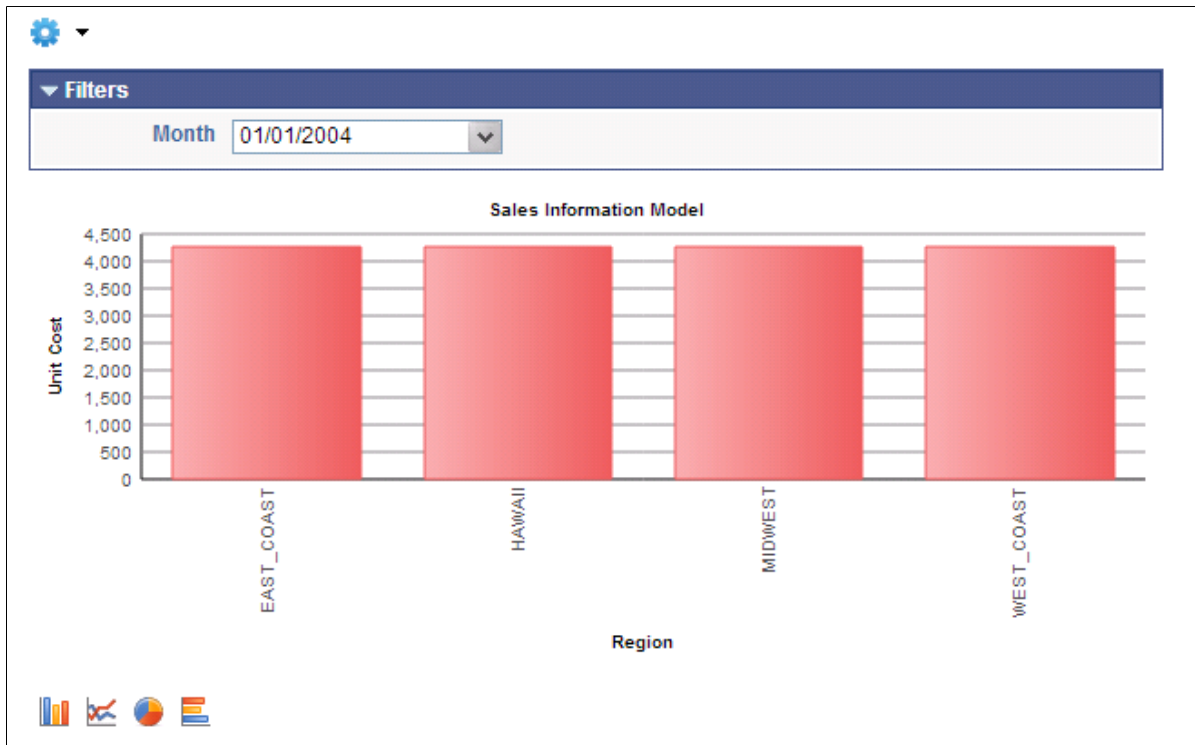 Filters
Month 01/01/2004
Sales Information Model
4,500
4,000
3,500
3,000
2,500
2,000
1,500
1,000
500
0
Unit Cost
EAST_COAST
HAWAII
MIDWEST
WEST_COAST
Region